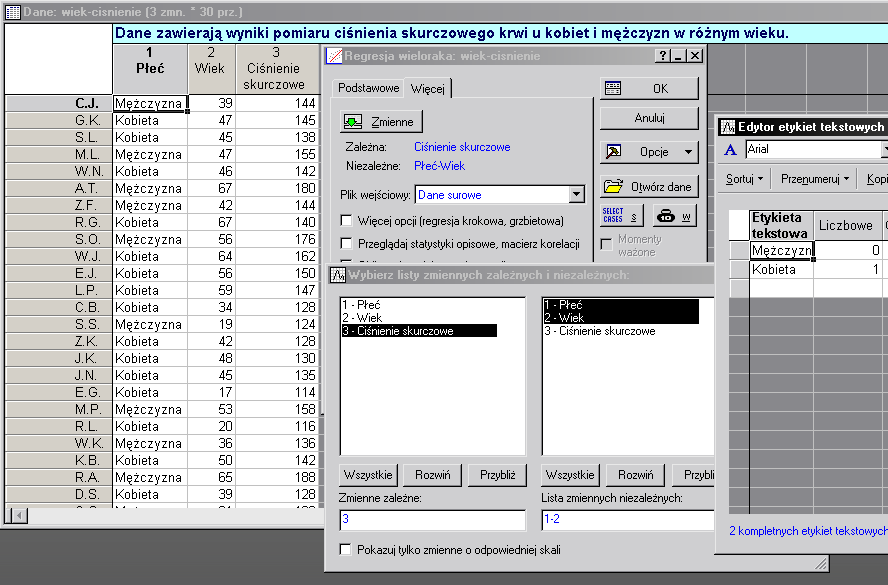 Dane: wiek-cisnienie (3 zmn. * 30 prz.)
Dane zawierają wyniki pomiaru ciśnienia skurczowego krwi u kobiet i mężczyzn w różnym wieku.
1 2 3
Płeć Wiek Ciśnienie skurczowe
C.J. Mężczyzna 39 144
G.K. Kobieta 47 145
S.L. Kobieta 45 138
M.L. Mężczyzna 47 155
W.N. Kobieta 46 142
A.T. Mężczyzna 67 180
Z.F. Mężczyzna 42 144
R.G. Kobieta 67 140
S.O. Mężczyzna 56 176
W.J. Kobieta 64 162
E.J. Kobieta 56 150
L.P. Kobieta 59 147
C.B. Kobieta 34 128
S.S. Mężczyzna 19 124
Z.K. Kobieta 42 128
J.K. Kobieta 48 130
J.N. Kobieta 45 135
E.G. Kobieta 17 114
M.P. Mężczyzna 53 158
R.L. Kobieta 20 116
W.K. Mężczyzna 36 136
K.B. Kobieta 50 142
R.A. Mężczyzna 65 188
D.S. Kobieta 39 128
Regresja wieloraka: wiek-cisnienie
Podstawowe Więcej
Zmienne
Zależna: Ciśnienie skurczowe
Niezależne: Płeć-Wiek
Plik wejściowy: Dane surowe
Więcej opcji (regresja krokowa, grzbietowa)
Przeglądaj statystyki opisowe, macierz korelacji
OK
Anuluj
Opcje
Otwórz dane
SELECT CASES S
W
Momenty ważone
Wybierz listy zmiennych zależnych i niezależnych:
1 - Płeć
2 - Wiek
3 - Ciśnienie skurczowe
1 - Płeć
2 - Wiek
3 - Ciśnienie skurczowe
Wszystkie Rozwiń Przybliż
Wszystkie Rozwiń Przybli
Zmienne zależne:
3
Lista zmiennych niezależnych:
1-2
Pokazuj tylko zmienne o odpowiedniej skali
Edytor etykiet tekstowych
A Arial
Sortuj Przenumeruj Kopi
Etykieta tekstowa Liczbowe
Mężczyzn 0
Kobieta 1
2 kompletnych etykiet tekstowych